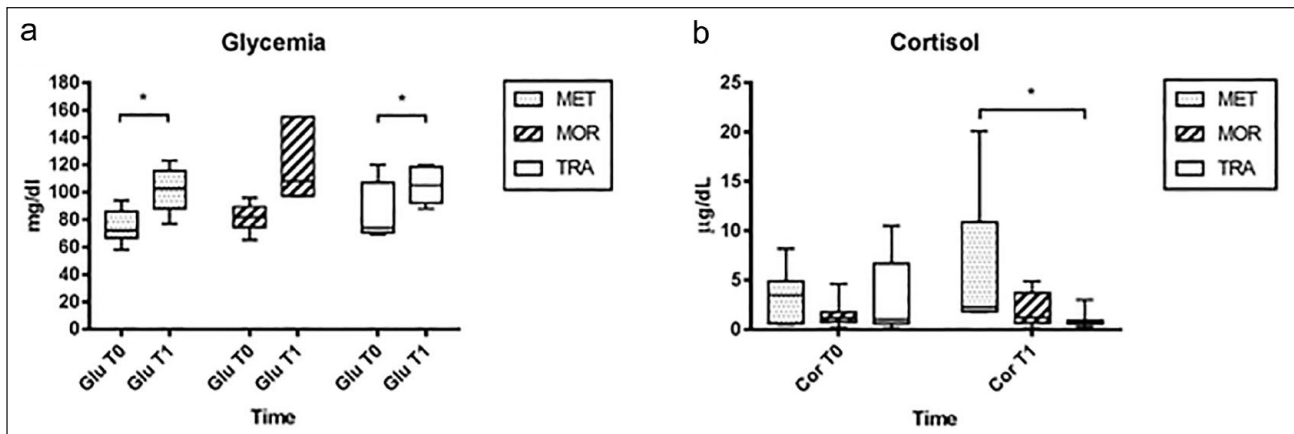 a
Glycemia
180
160
140
120
100
80
60
40
20
0
mg/dl
*
*
Glu T0
Glu T1
Glu T0
Glu T1
Glu T0
Glu T1
Time
MET
MOR
TRA
b
Cortisol
25
20
15
10
5
0
µg/dL
*
Cor T0
Cor T1
Time
MET
MOR
TRA